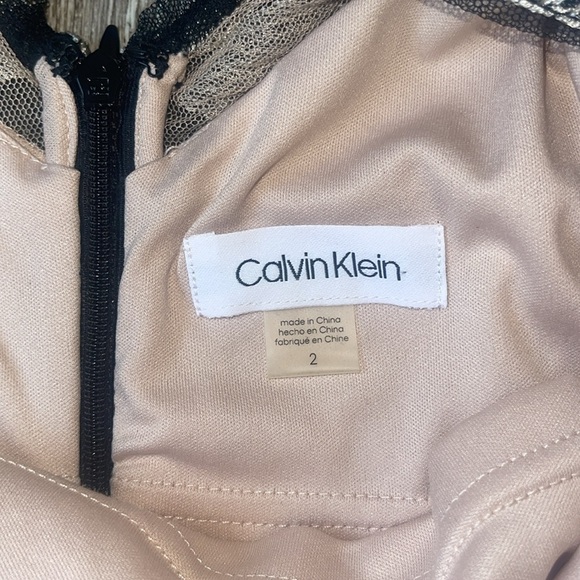 Calvin Klein
made in China
hecho en China
fabriqué en Chine
2